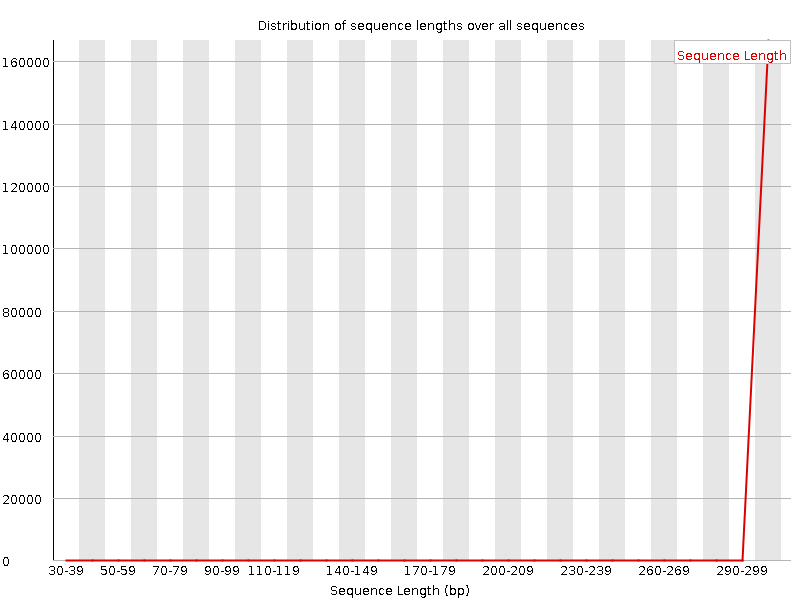 Distribution of sequence lengths over all sequences
Sequence Length
160000
140000
120000
100000
80000
60000
40000
20000
0
30-39 50-59 70-79 90-99 110-119 140-149 170-179 200-209 230-239 260-269 290-299
Sequence Length (bp)